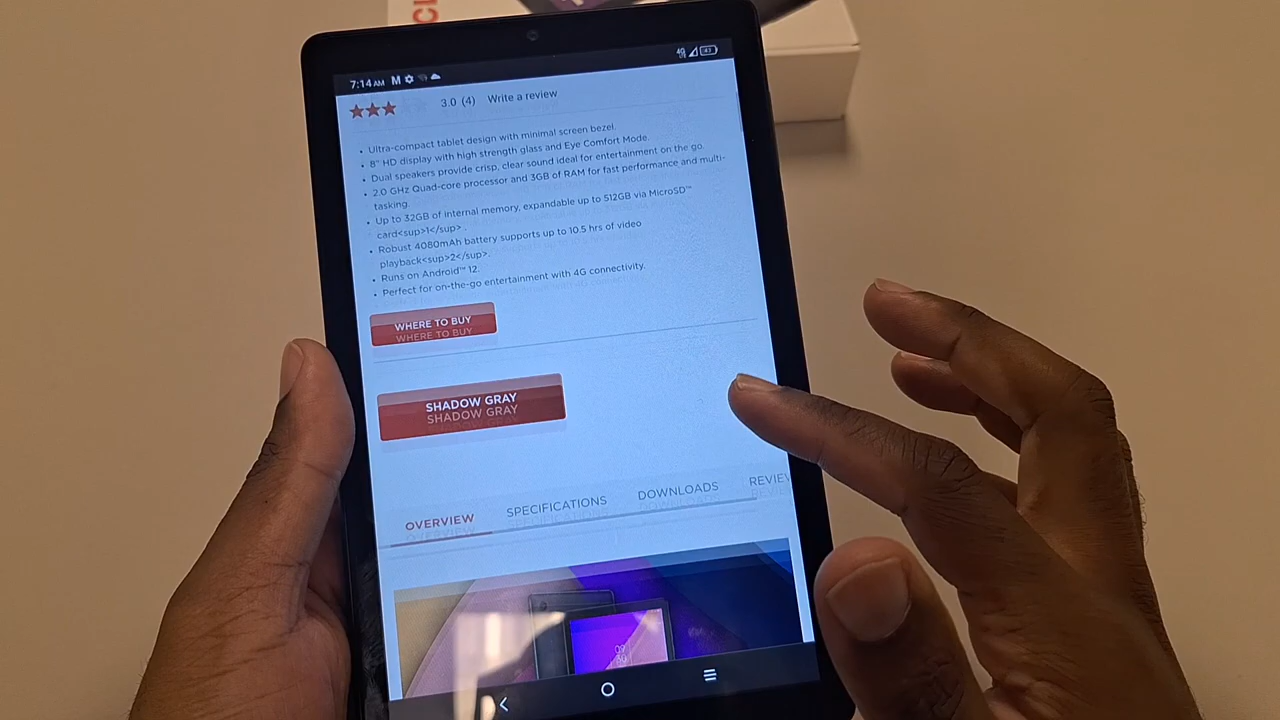 7:14 AM M 4G 43
3.0 (4) Write a review
• Ultra-compact tablet design with minimal screen bezel.
• 8" HD display with high strength glass and Eye Comfort Mode.
• Dual speakers provide crisp, clear sound ideal for entertainment on the go.
• 2.0 GHz Quad-core processor and 3GB of RAM for fast performance and multi-
tasking.
• Up to 32GB of internal memory, expandable up to 512GB via MicroSD™
card<sup>1</sup> .
• Robust 4080mAh battery supports up to 10.5 hrs of video
playback<sup>2</sup>.
• Runs on Android™ 12.
• Perfect for on-the-go entertainment with 4G connectivity.
WHERE TO BUY
SHADOW GRAY
OVERVIEW SPECIFICATIONS DOWNLOADS REVIEW
09
30